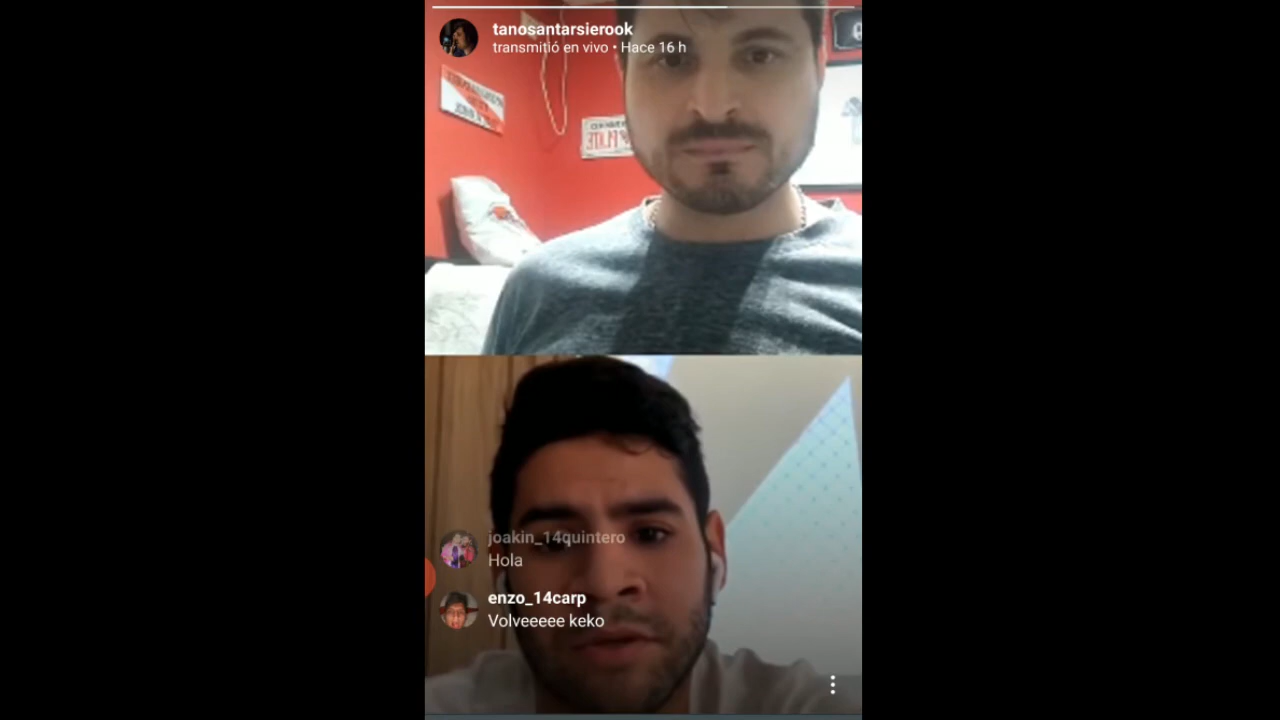 tanosantarsierook
transmitió en vivo • Hace 16 h
joakin_14quintero
Hola
enzo_14carp
Volveeeee keko